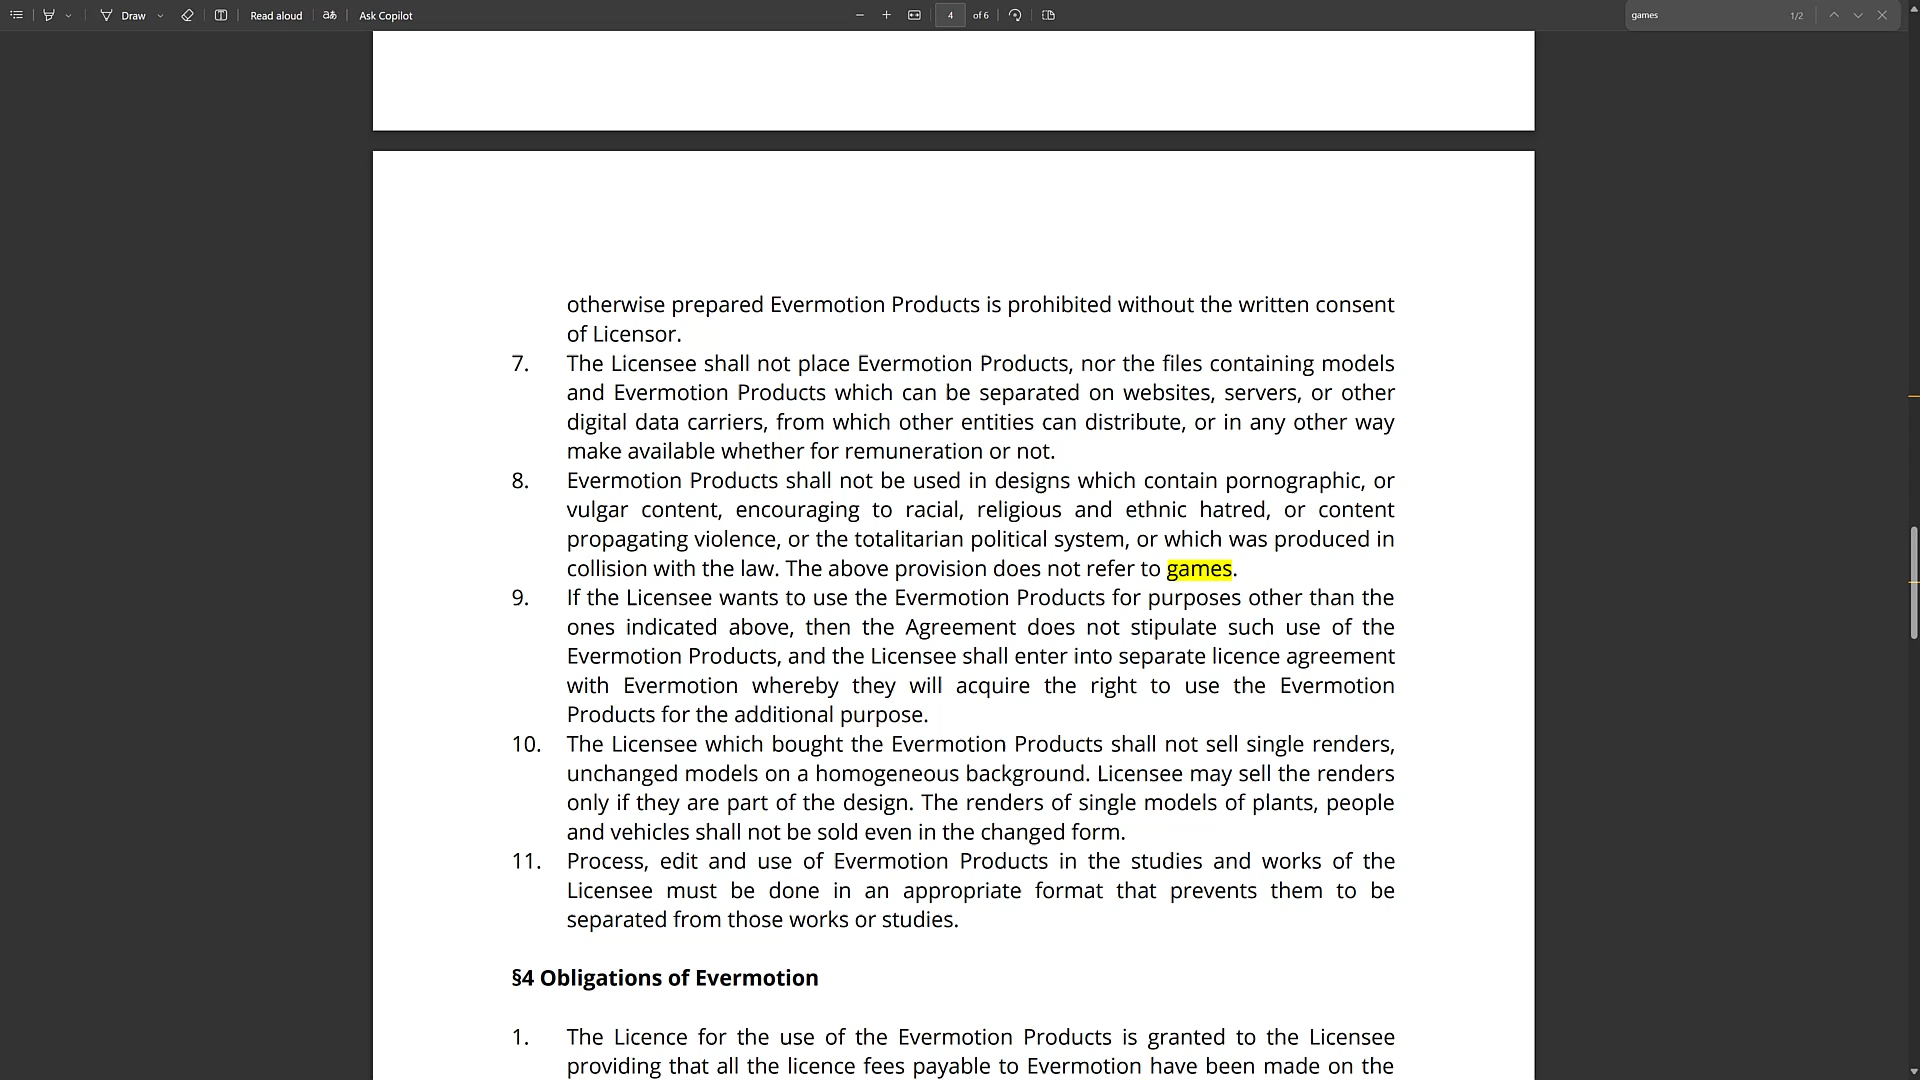 Draw
Read aloud
aあ
Ask Copilot
4 of 6
games 1/2
otherwise prepared Evermotion Products is prohibited without the written consent
of Licensor.
7. The Licensee shall not place Evermotion Products, nor the files containing models
and Evermotion Products which can be separated on websites, servers, or other
digital data carriers, from which other entities can distribute, or in any other way
make available whether for remuneration or not.
8. Evermotion Products shall not be used in designs which contain pornographic, or
vulgar content, encouraging to racial, religious and ethnic hatred, or content
propagating violence, or the totalitarian political system, or which was produced in
collision with the law. The above provision does not refer to games.
9. If the Licensee wants to use the Evermotion Products for purposes other than the
ones indicated above, then the Agreement does not stipulate such use of the
Evermotion Products, and the Licensee shall enter into separate licence agreement
with Evermotion whereby they will acquire the right to use the Evermotion
Products for the additional purpose.
10. The Licensee which bought the Evermotion Products shall not sell single renders,
unchanged models on a homogeneous background. Licensee may sell the renders
only if they are part of the design. The renders of single models of plants, people
and vehicles shall not be sold even in the changed form.
11. Process, edit and use of Evermotion Products in the studies and works of the
Licensee must be done in an appropriate format that prevents them to be
separated from those works or studies.
§4 Obligations of Evermotion
1. The Licence for the use of the Evermotion Products is granted to the Licensee
providing that all the licence fees payable to Evermotion have been made on the